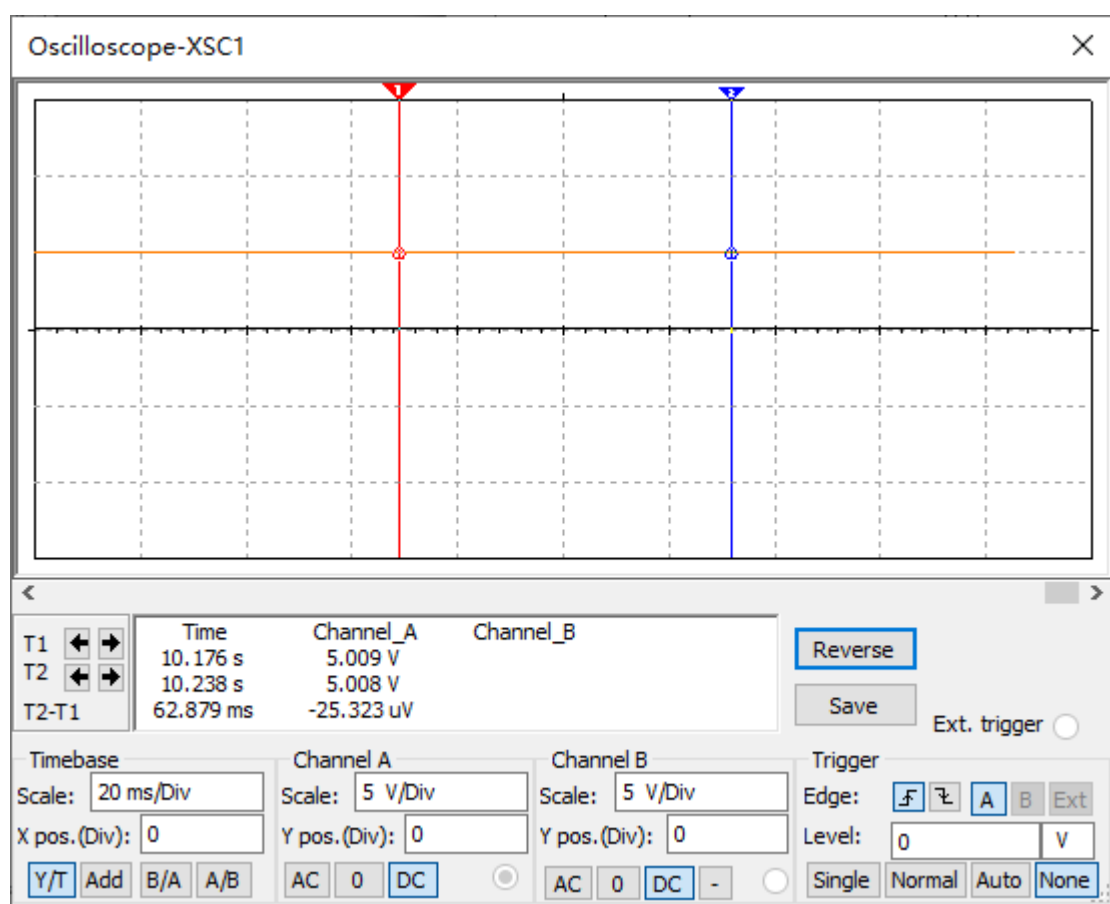 Oscilloscope-XSC1
1
2
Time Channel_A Channel_B
T1 10.176 s 5.009 V
T2 10.238 s 5.008 V
T2-T1 62.879 ms -25.323 uV
Reverse
Save
Ext. trigger
Timebase
Scale: 20 ms/Div
X pos.(Div): 0
Y/T Add B/A A/B
Channel A
Scale: 5 V/Div
Y pos.(Div): 0
AC 0 DC
Channel B
Scale: 5 V/Div
Y pos.(Div): 0
AC 0 DC -
Trigger
Edge: A B Ext
Level: 0 V
Single Normal Auto None